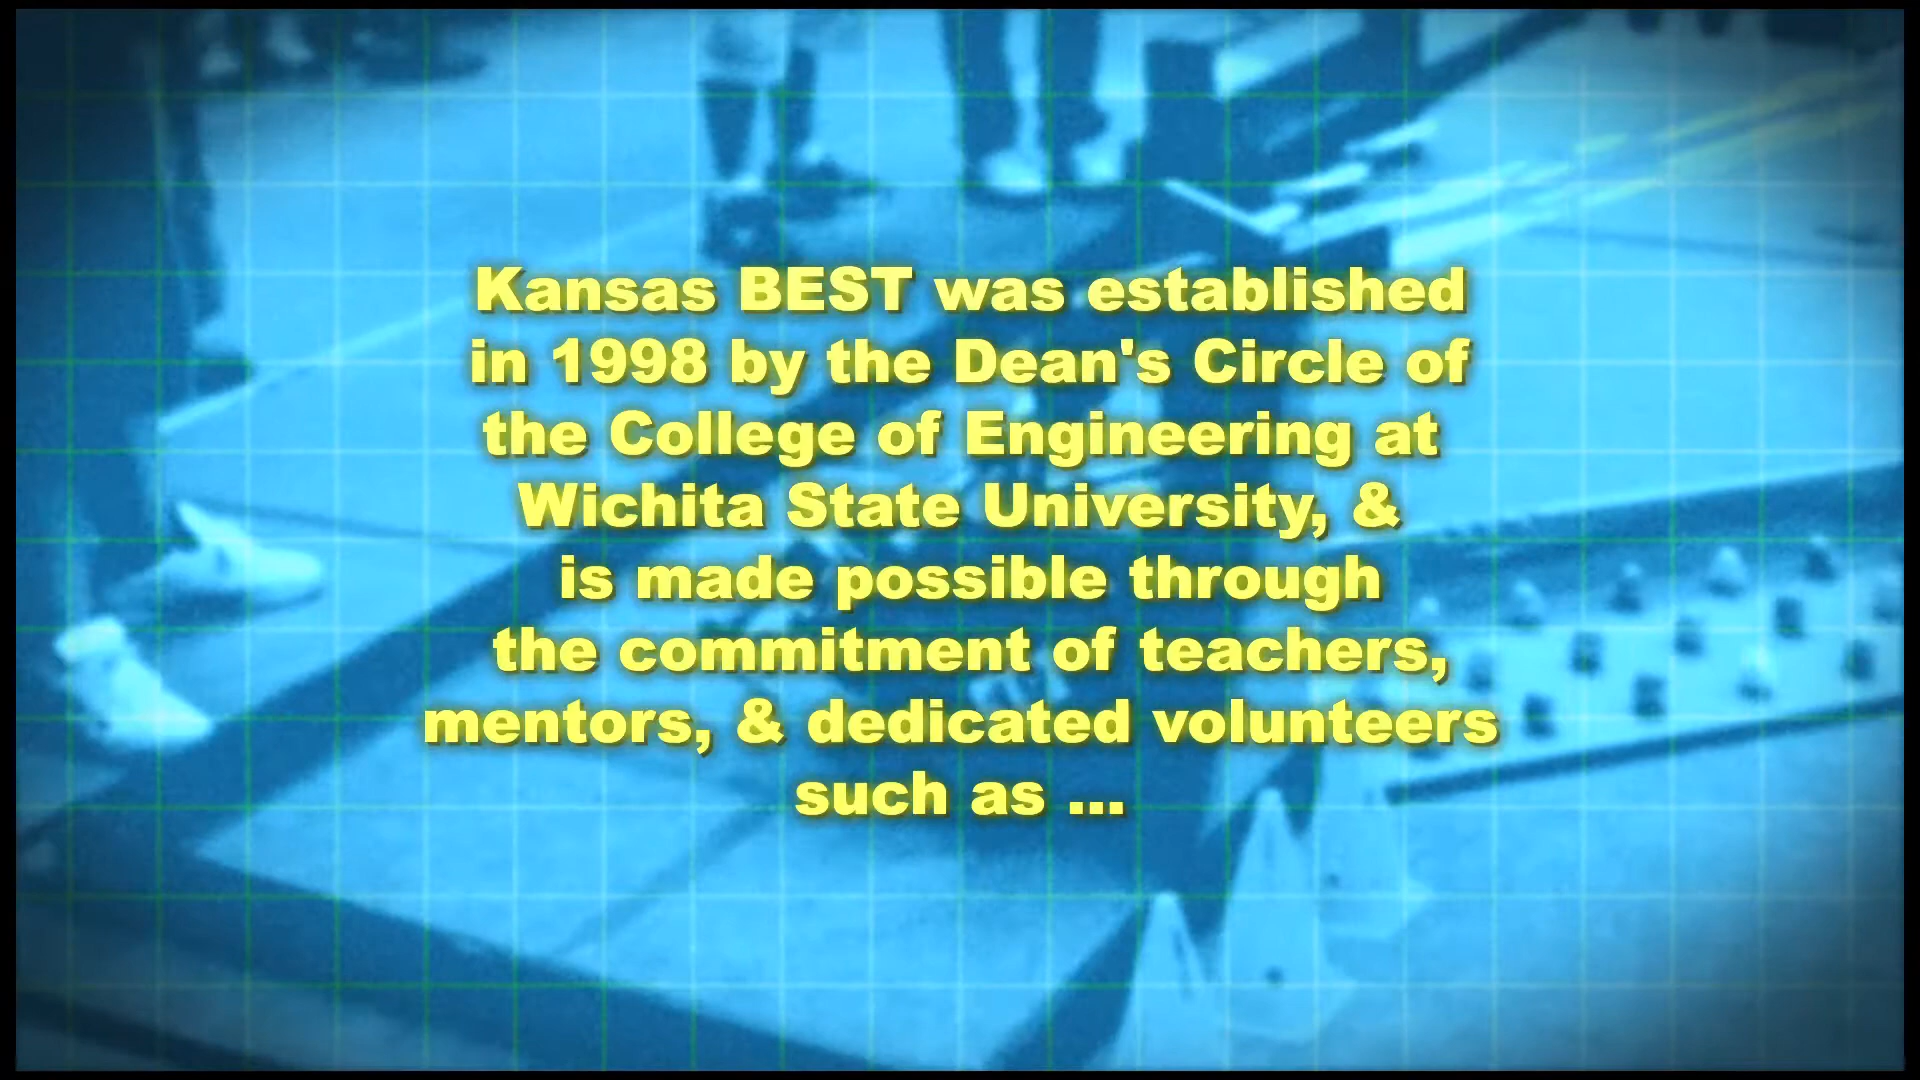 Kansas BEST was established
in 1998 by the Dean's Circle of
the College of Engineering at
Wichita State University, &
is made possible through
the commitment of teachers,
mentors, & dedicated volunteers
such as ...